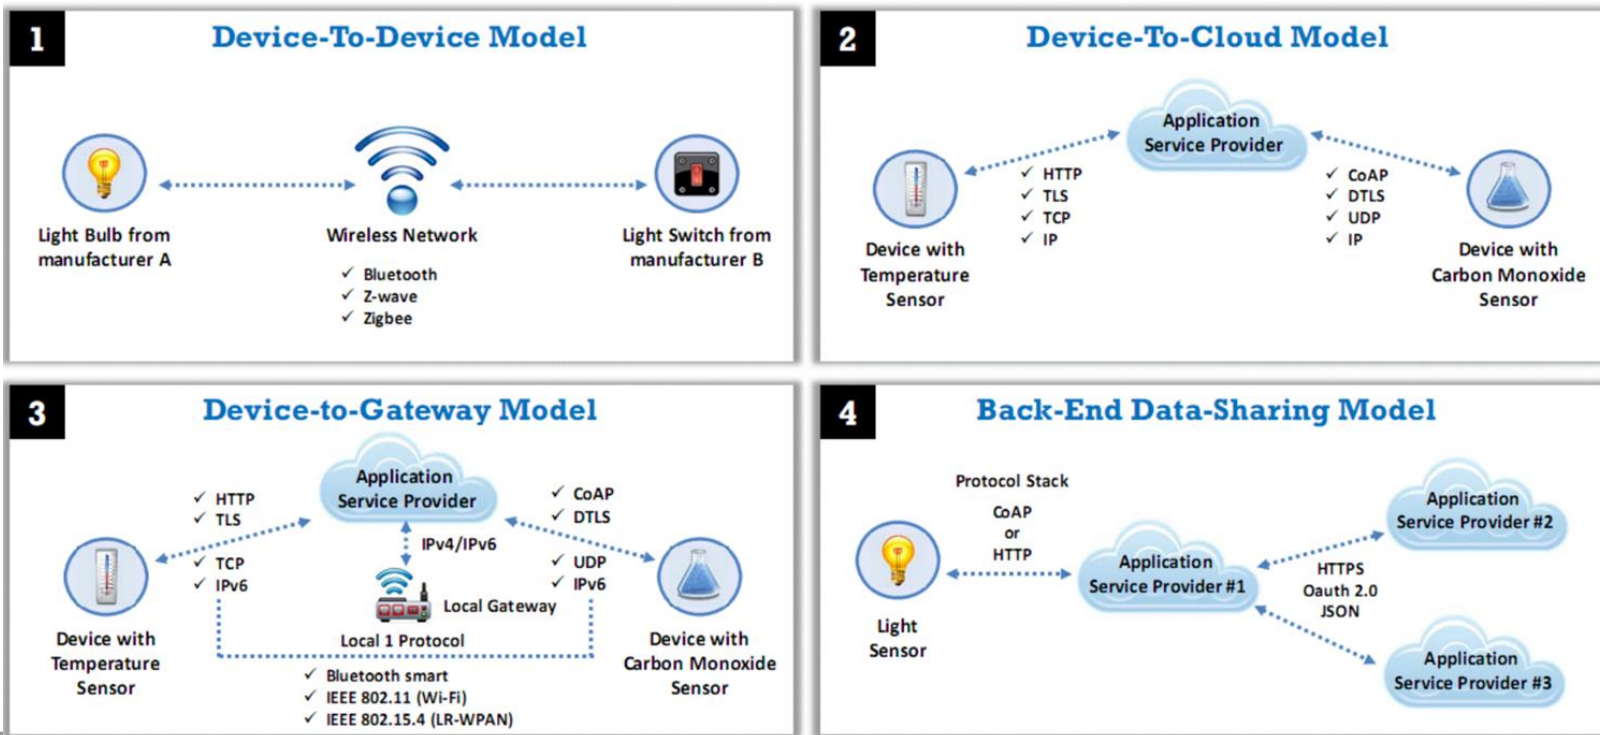 1
Device-To-Device Model
Light Bulb from
manufacturer A
Wireless Network
✓ Bluetooth
✓ Z-wave
✓ Zigbee
Light Switch from
manufacturer B
2
Device-To-Cloud Model
Application
Service Provider
✓ HTTP
✓ TLS
✓ TCP
✓ IP
✓ CoAP
✓ DTLS
✓ UDP
✓ IP
Device with
Temperature
Sensor
Device with
Carbon Monoxide
Sensor
3
Device-to-Gateway Model
Application
Service Provider
✓ HTTP
✓ TLS
✓ TCP
✓ IPv6
✓ CoAP
✓ DTLS
✓ UDP
✓ IPv6
IPv4/IPv6
Local Gateway
Local 1 Protocol
Device with
Temperature
Sensor
Device with
Carbon Monoxide
Sensor
✓ Bluetooth smart
✓ IEEE 802.11 (Wi-Fi)
✓ IEEE 802.15.4 (LR-WPAN)
4
Back-End Data-Sharing Model
Protocol Stack
CoAP
or
HTTP
Light
Sensor
Application
Service Provider #1
HTTPS
Oauth 2.0
JSON
Application
Service Provider #2
Application
Service Provider #3